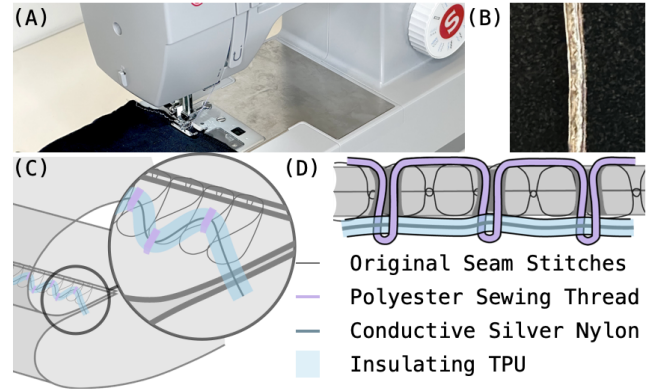 (A)
(B)
S
(C)
(D)
Original Seam Stitches
Polyester Sewing Thread
Conductive Silver Nylon
Insulating TPU